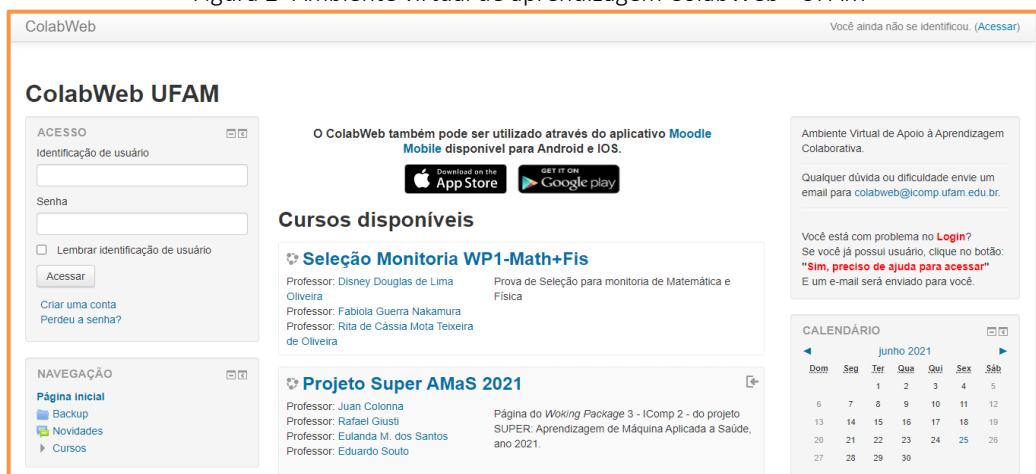 ColabWeb
Você ainda não se identificou. (Acessar)
ColabWeb UFAM
ACESSO
Identificação de usuário
Senha
Lembrar identificação de usuário
Acessar
Criar uma conta
Perdeu a senha?
NAVEGAÇÃO
Página inicial
Backup
Novidades
Cursos
O ColabWeb também pode ser utilizado através do aplicativo Moodle
Mobile disponível para Android e IOS.
Download on the
App Store
GET IT ON
Google play
Cursos disponíveis
Seleção Monitoria WP1-Math+Fis
Professor: Disney Douglas de Lima
Oliveira
Professor: Fabiola Guerra Nakamura
Professor: Rita de Cássia Mota Teixeira
de Oliveira
Prova de Seleção para monitoria de Matemática e
Física
Projeto Super AMaS 2021
Professor: Juan Colonna
Professor: Rafael Giusti
Professor: Eulanda M. dos Santos
Professor: Eduardo Souto
Página do Woking Package 3 - IComp 2 - do projeto
SUPER: Aprendizagem de Máquina Aplicada a Saúde,
ano 2021.
Ambiente Virtual de Apoio à Aprendizagem
Colaborativa.
Qualquer dúvida ou dificuldade envie um
email para colabweb@icomp.ufam.edu.br.
Você está com problema no Login?
Se você já possui usuário, clique no botão:
"Sim, preciso de ajuda para acessar"
E um e-mail será enviado para você.
CALENDÁRIO
junho 2021
Dom Seg Ter Qua Qui Sex Sáb
1 2 3 4 5
6 7 8 9 10 11 12
13 14 15 16 17 18 19
20 21 22 23 24 25 26
27 28 29 30